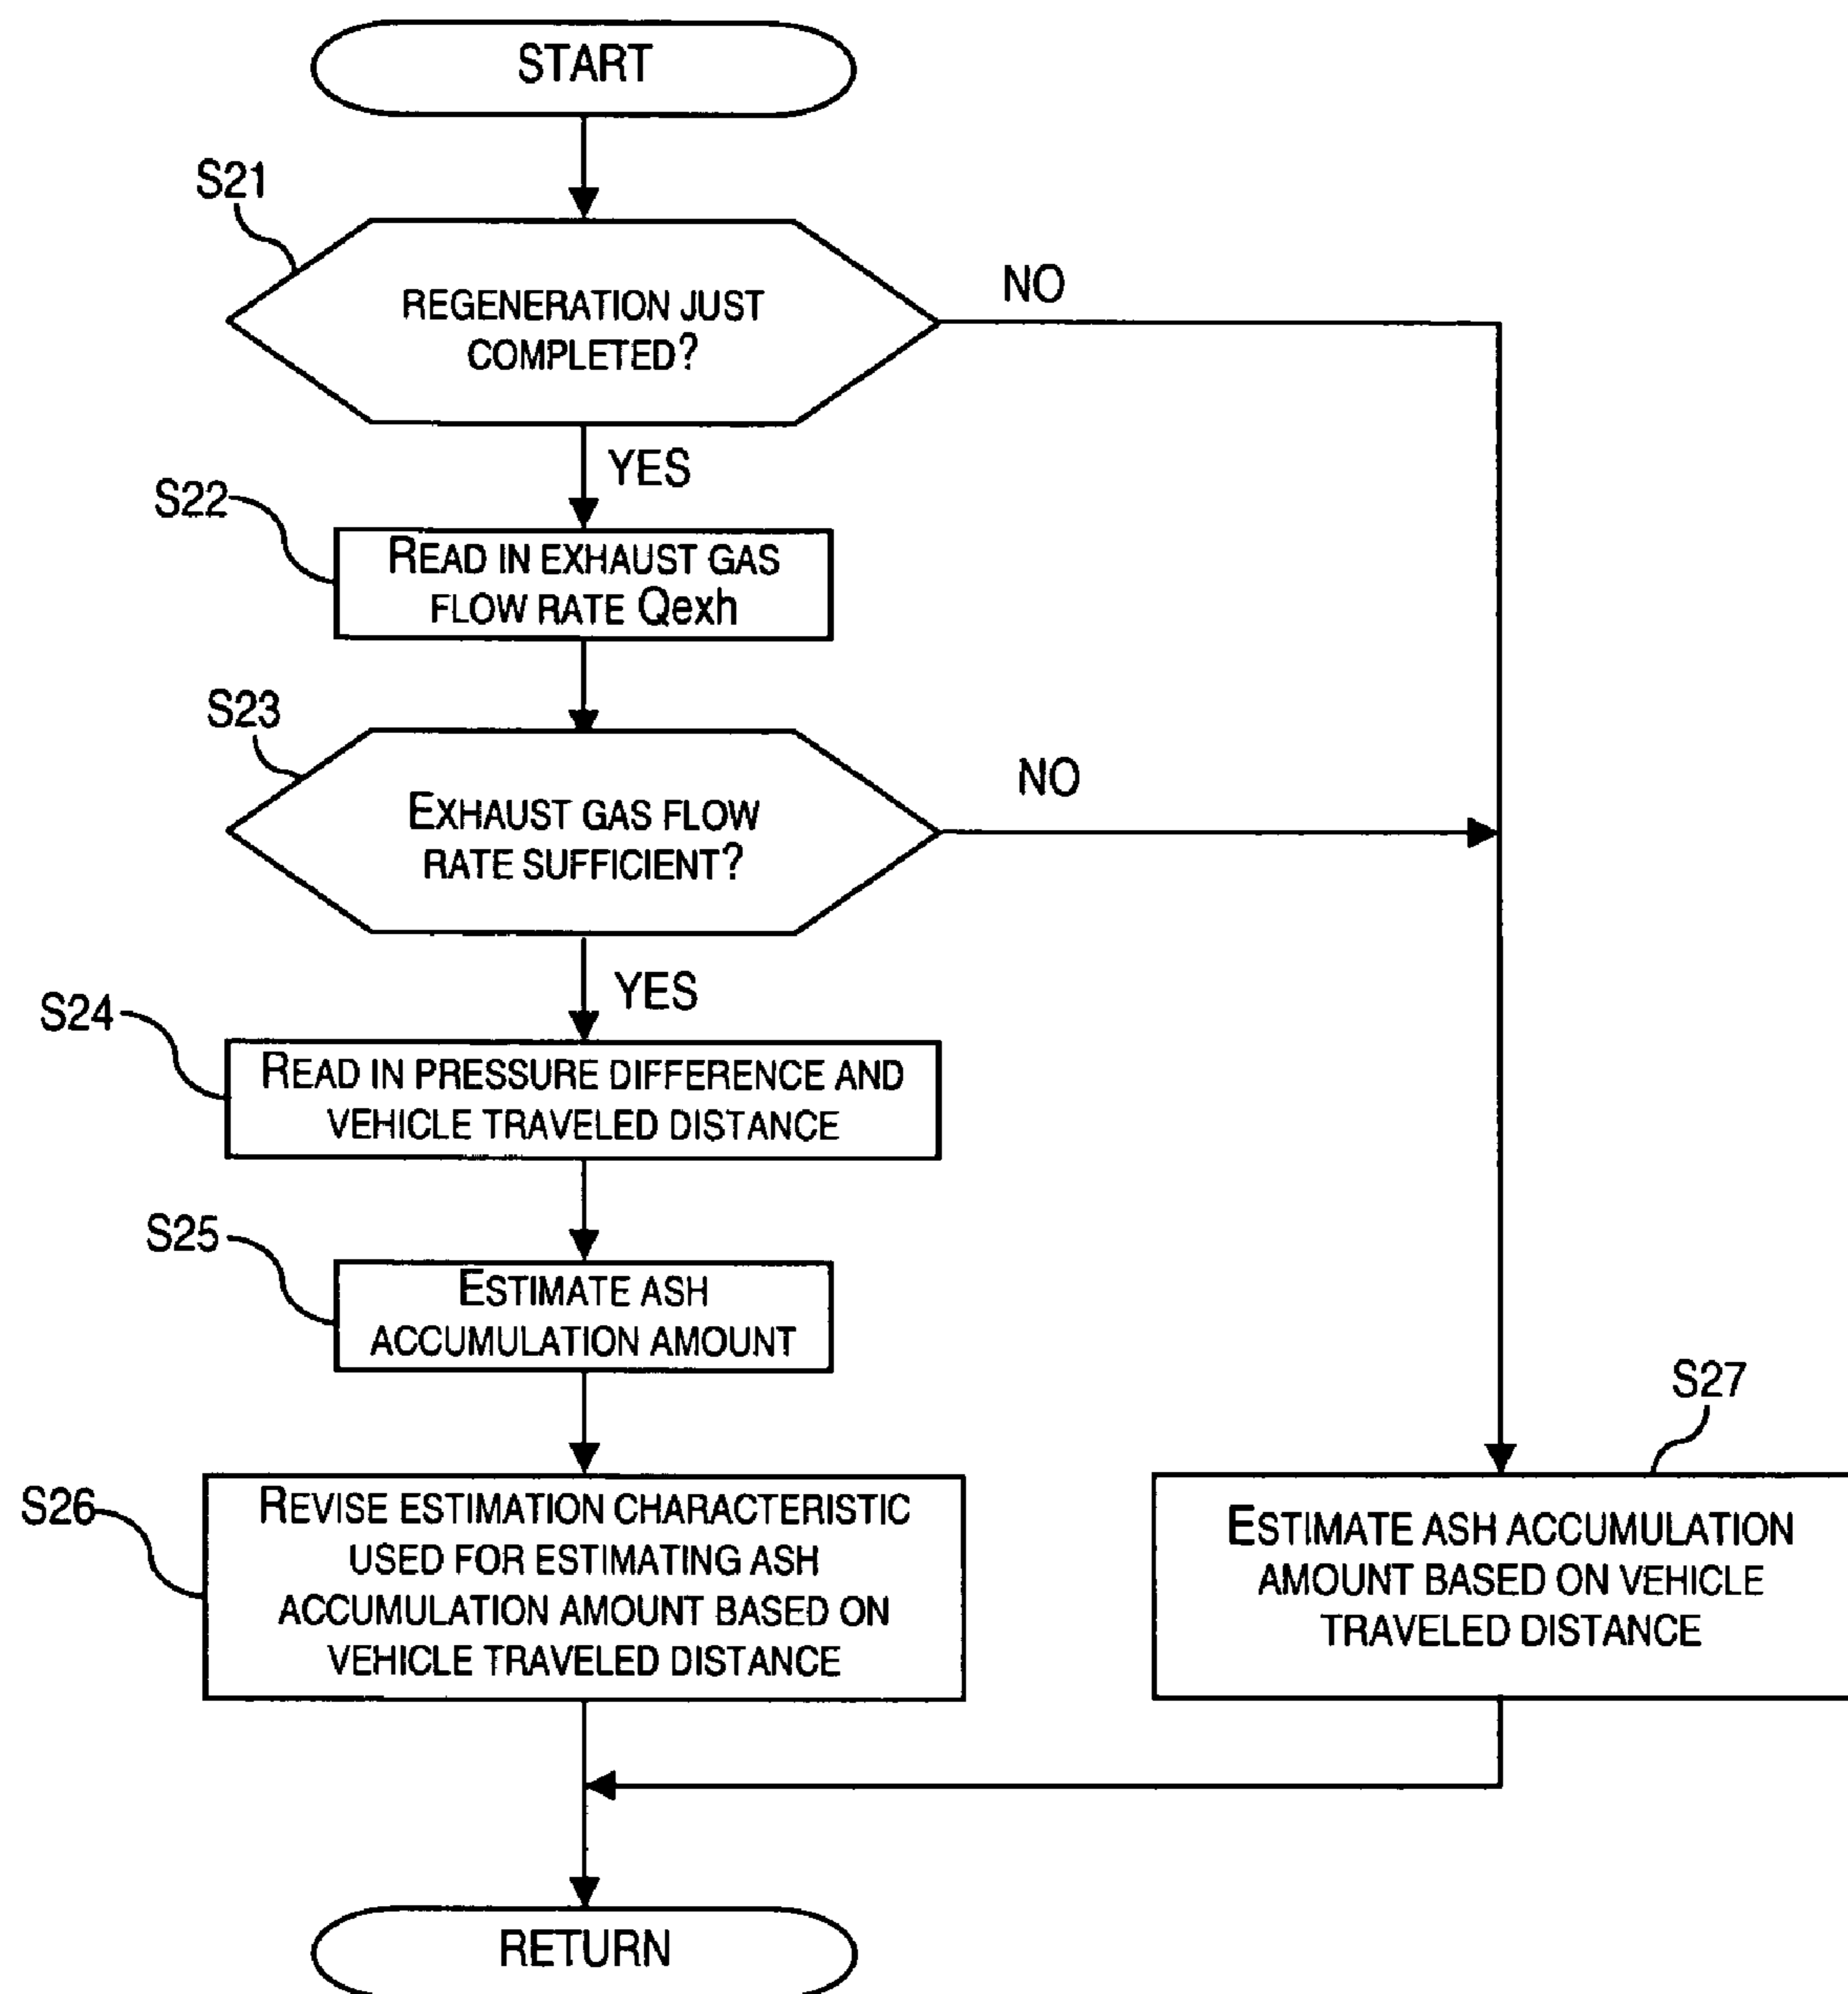 START
S21
REGENERATION JUST
COMPLETED?
NO
YES
S22
READ IN EXHAUST GAS
FLOW RATE Qexh
S23
EXHAUST GAS FLOW
RATE SUFFICIENT?
NO
YES
S24
READ IN PRESSURE DIFFERENCE AND
VEHICLE TRAVELED DISTANCE
S25
ESTIMATE ASH
ACCUMULATION AMOUNT
S26
REVISE ESTIMATION CHARACTERISTIC
USED FOR ESTIMATING ASH
ACCUMULATION AMOUNT BASED ON
VEHICLE TRAVELED DISTANCE
S27
ESTIMATE ASH ACCUMULATION
AMOUNT BASED ON VEHICLE
TRAVELED DISTANCE
RETURN